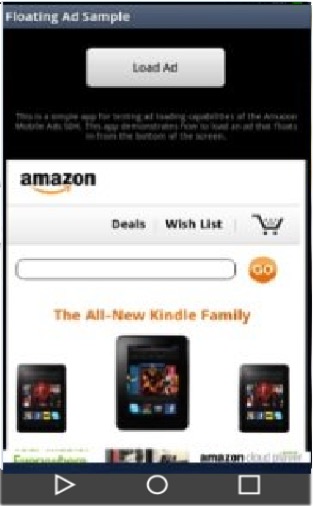 Floating Ad Sample
Load Ad
This is a simple app for testing ad loading capabilities of the Amazon
Mobile Ads SDK. This app demonstrates how to load an ad that floats
in from the bottom of the screen.
amazon
Deals Wish List
GO
The All-New Kindle Family
amazon cloud player